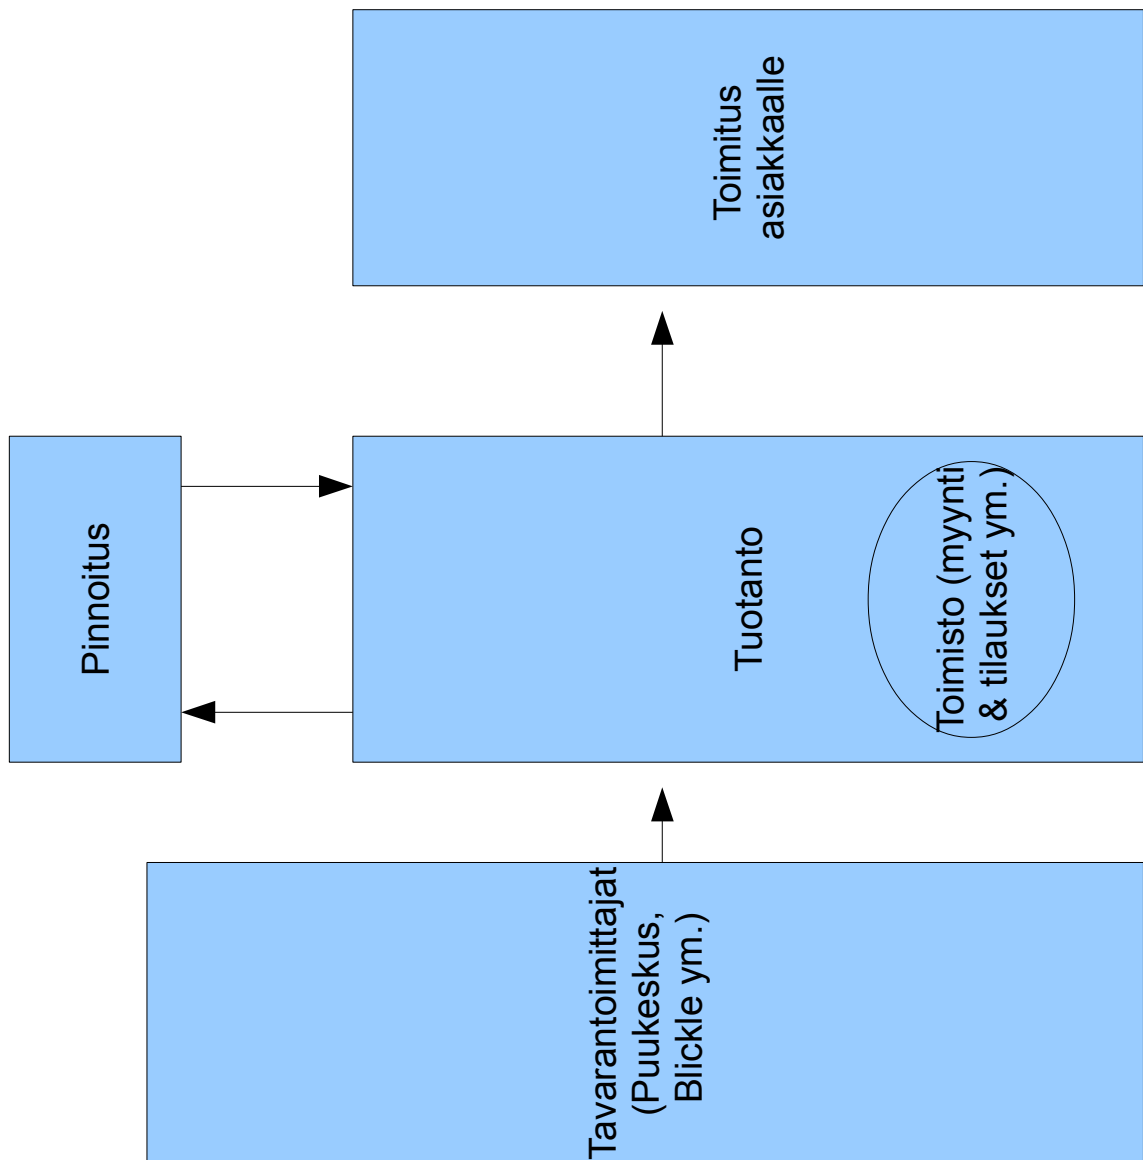 Tavarantoimittajat
(Puukeskus,
Blickle ym.)
Pinnoitus
Tuotanto
Toimisto (myynti
& tilaukset ym.)
Toimitus
asiakkaalle